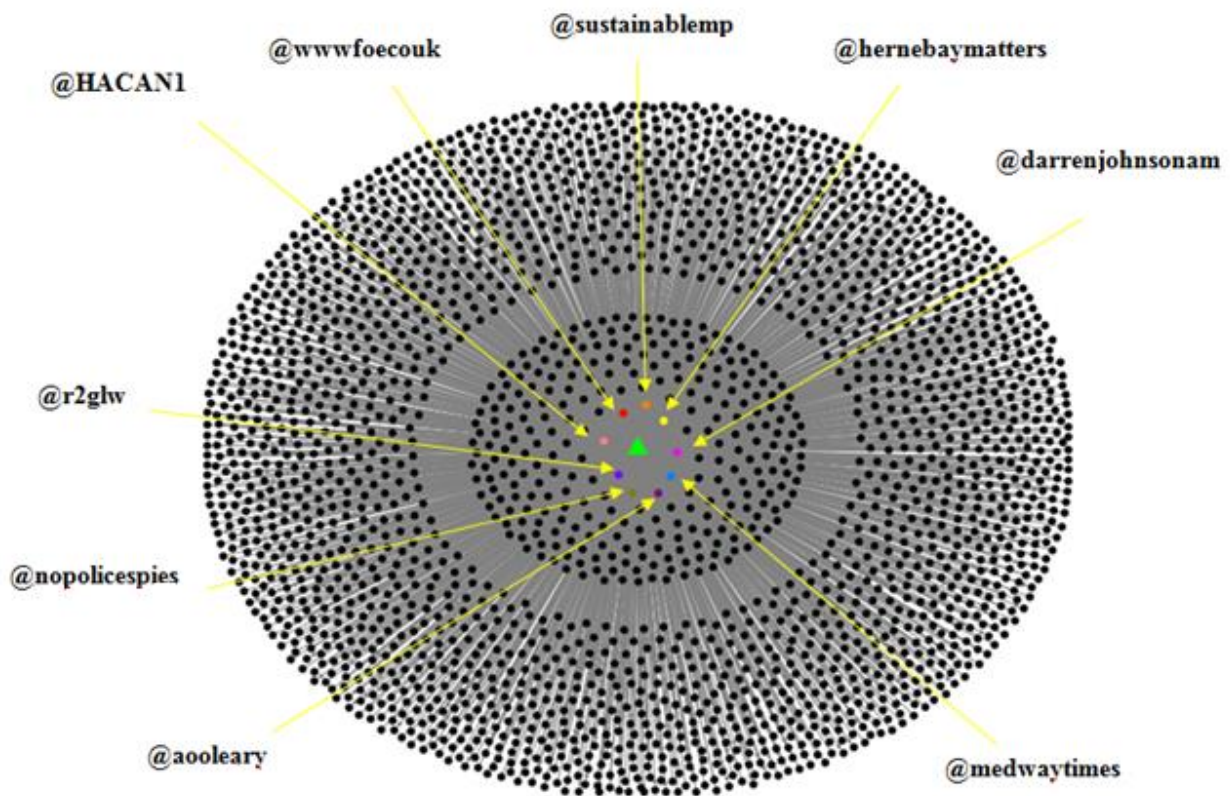 @sustainablemp
@wwwfoecouk
@hernebaymatters
@HACAN1
@darrenjohnsonam
@r2glw
@nopolicespies
@aooleary
@medwaytimes